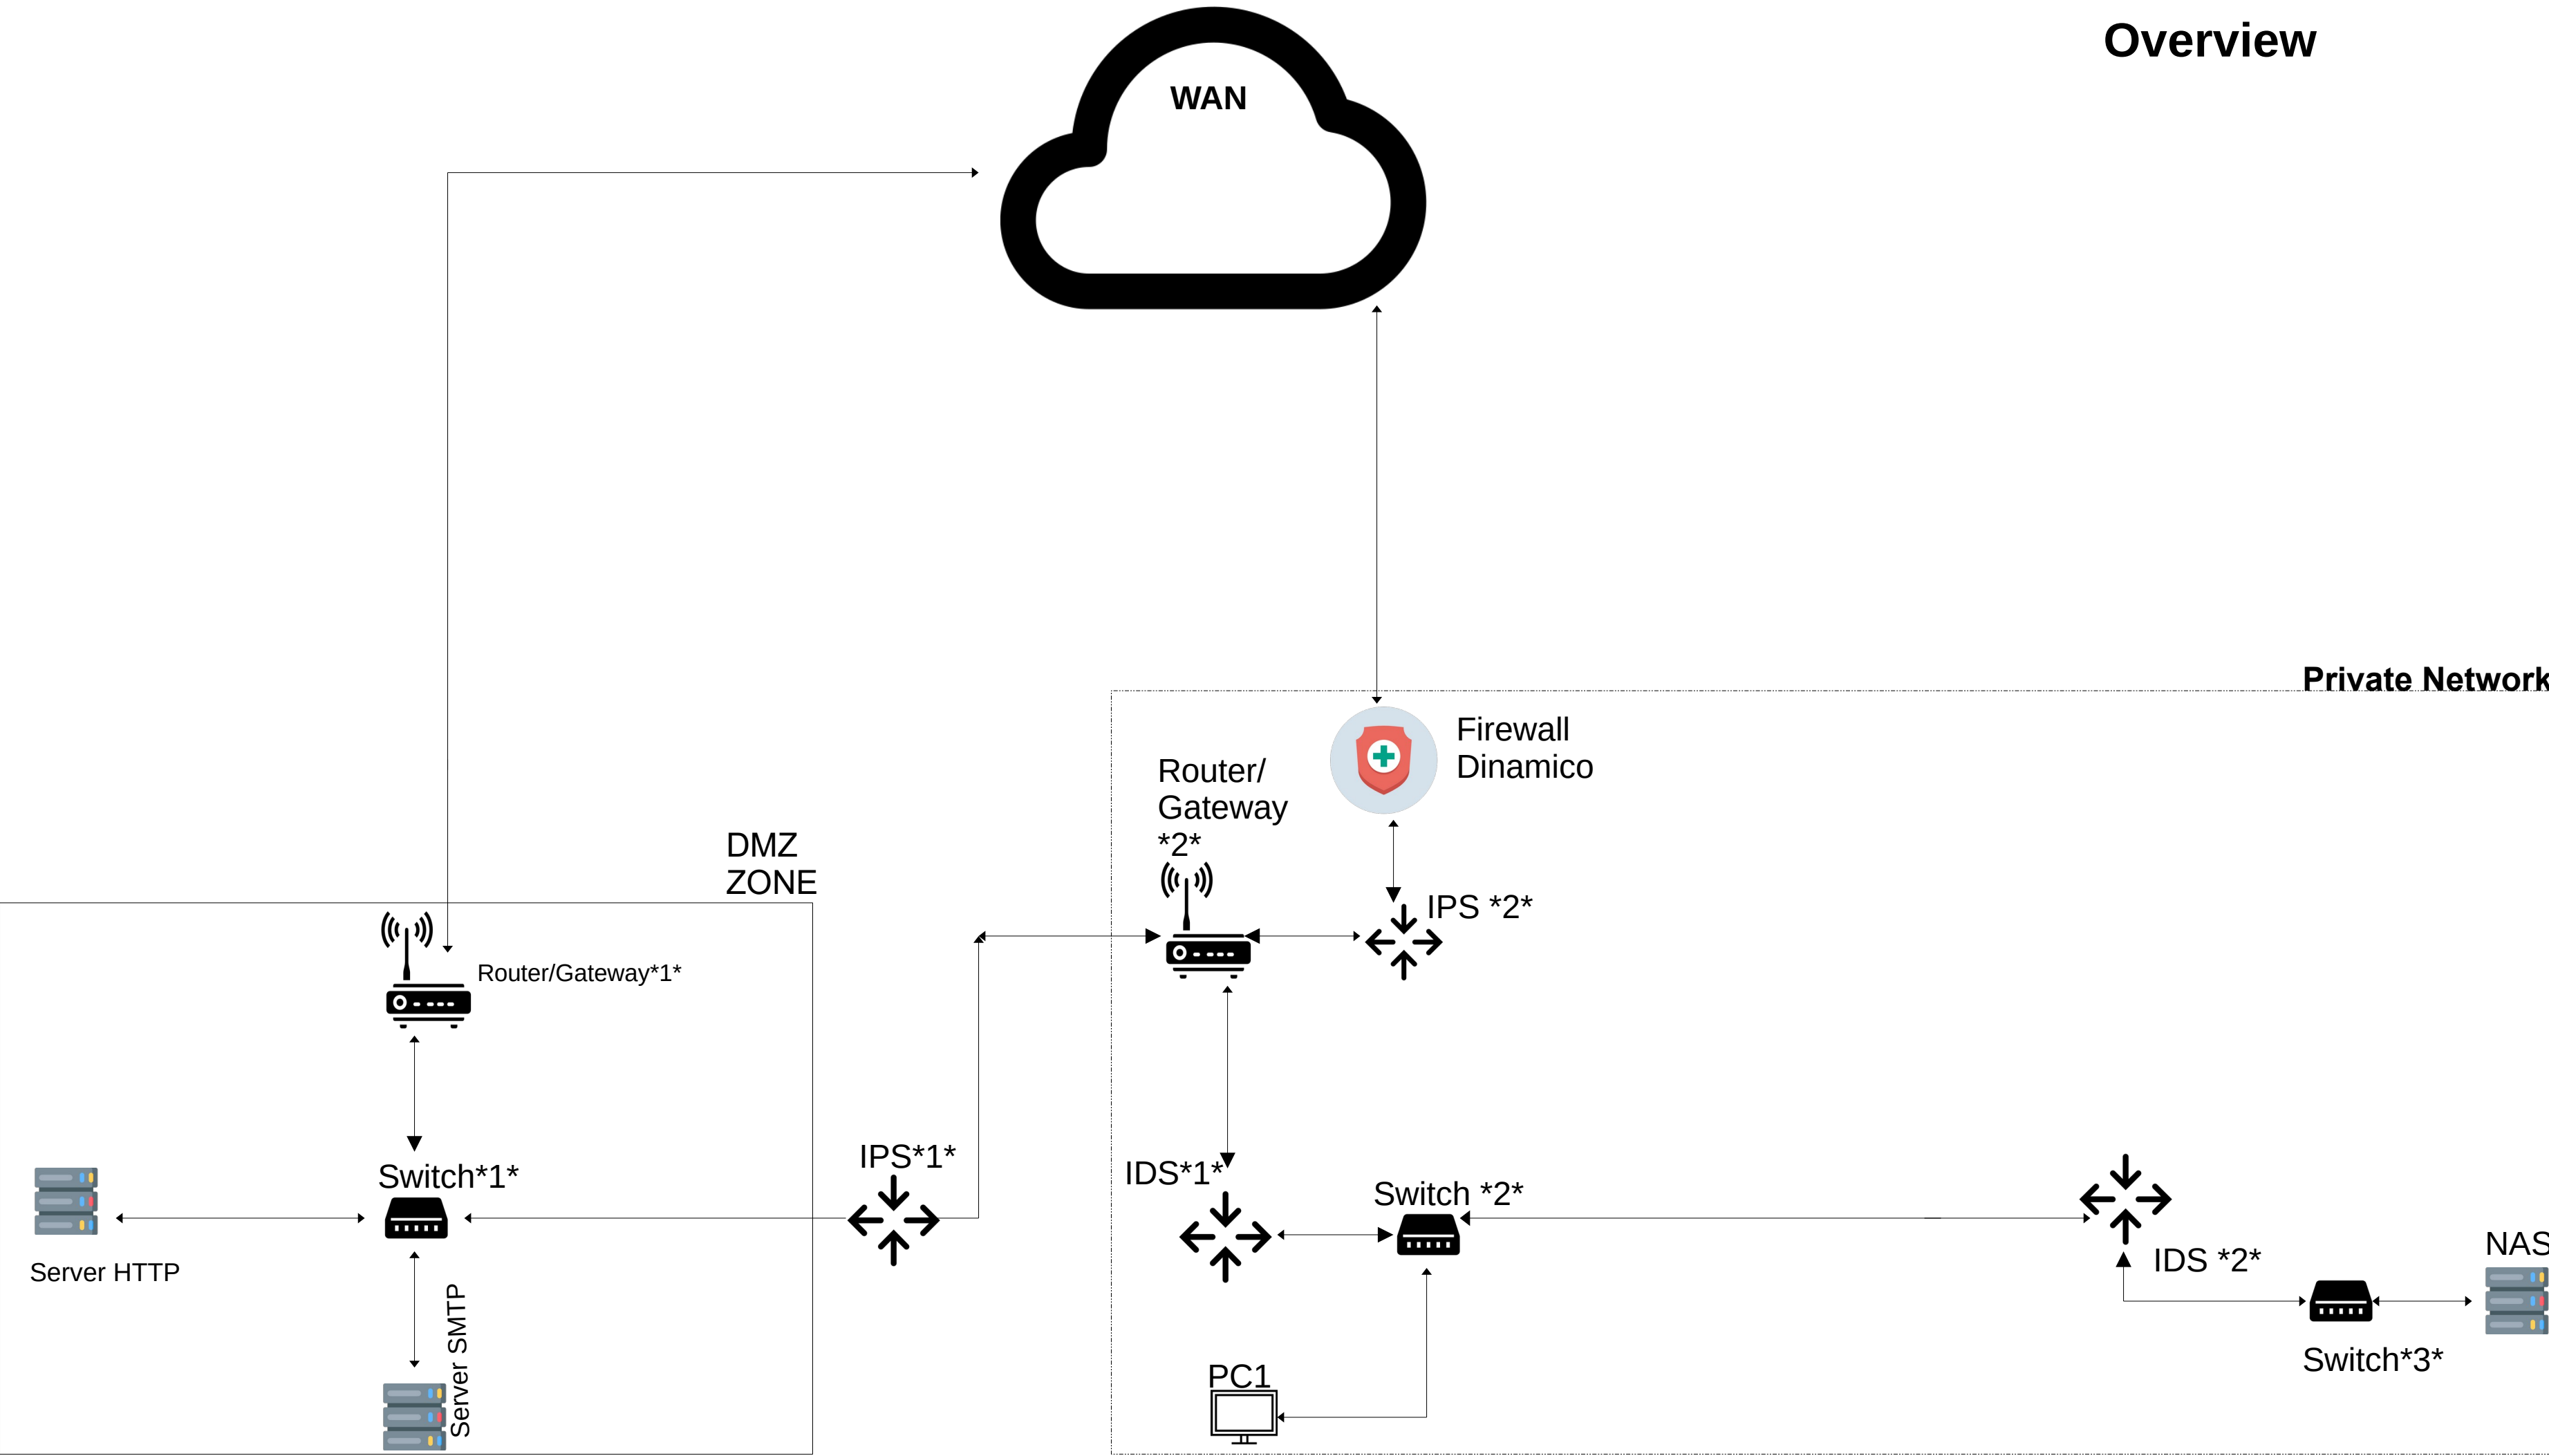 Overview
WAN
Private Network
Firewall
Dinamico
Router/
Gateway
*2*
DMZ
ZONE
IPS *2*
Router/Gateway*1*
IPS*1*
Switch*1*
IDS*1*
Switch *2*
IDS *2*
NAS
Server HTTP
Server SMTP
Switch*3*
PC1